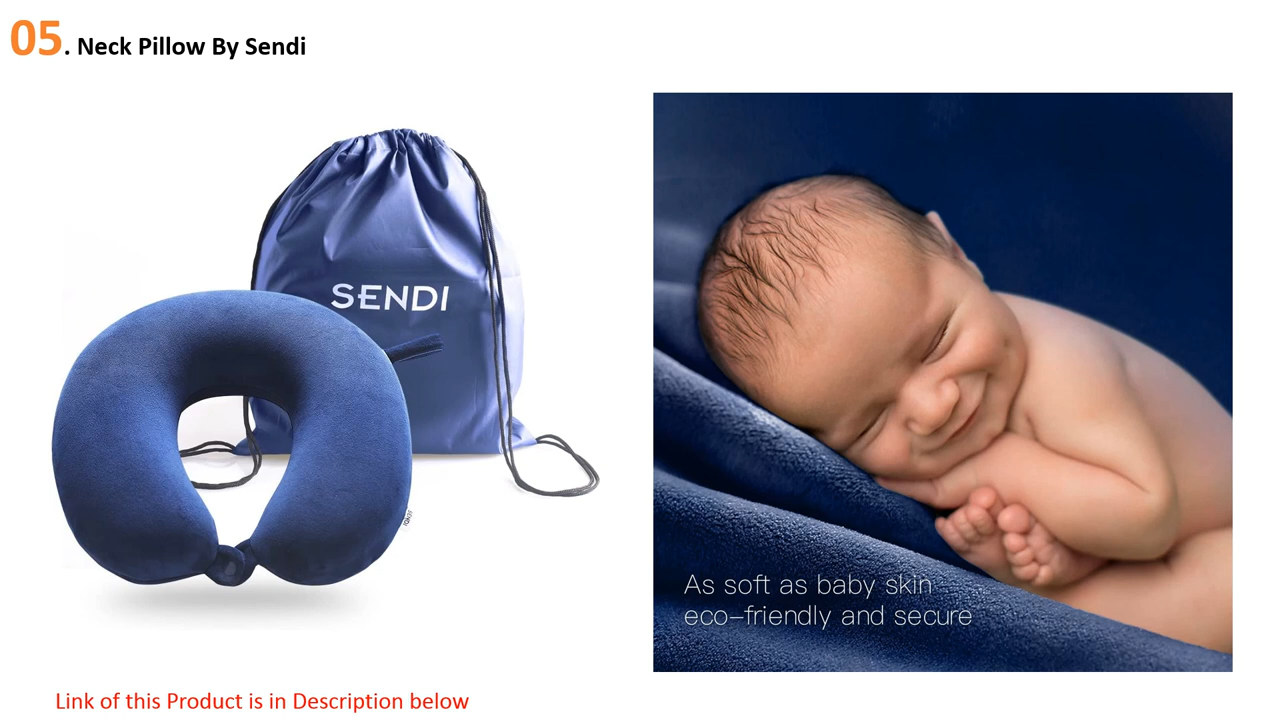 05. Neck Pillow By Sendi
SENDI
As soft as baby skin
eco-friendly and secure
Link of this Product is in Description below